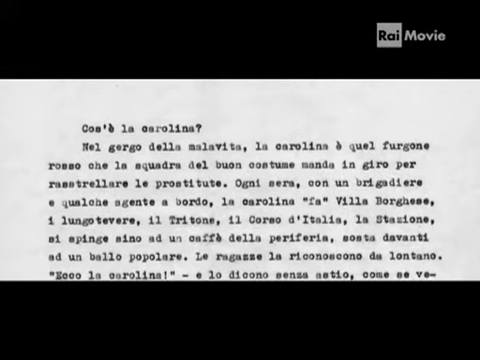 Rai Movie
Cos'è la carolina?
Nel gergo della malavita, la carolina è quel furgone
rosso che la squadra del buon costume manda in giro per
rastrellare le prostitute. Ogni sera, con un brigadiere
e qualche agente a bordo, la carolina "fa" Villa Borghese,
i lungotevere, il Tritone, il Corso d'Italia, la Stazione,
si spinge sino ad un caffè della periferia, sosta davanti
ad un ballo popolare. Le ragazze la riconoscono da lontano.
"Ecco la carolina!" - e lo dicono senza astio, come se ve-